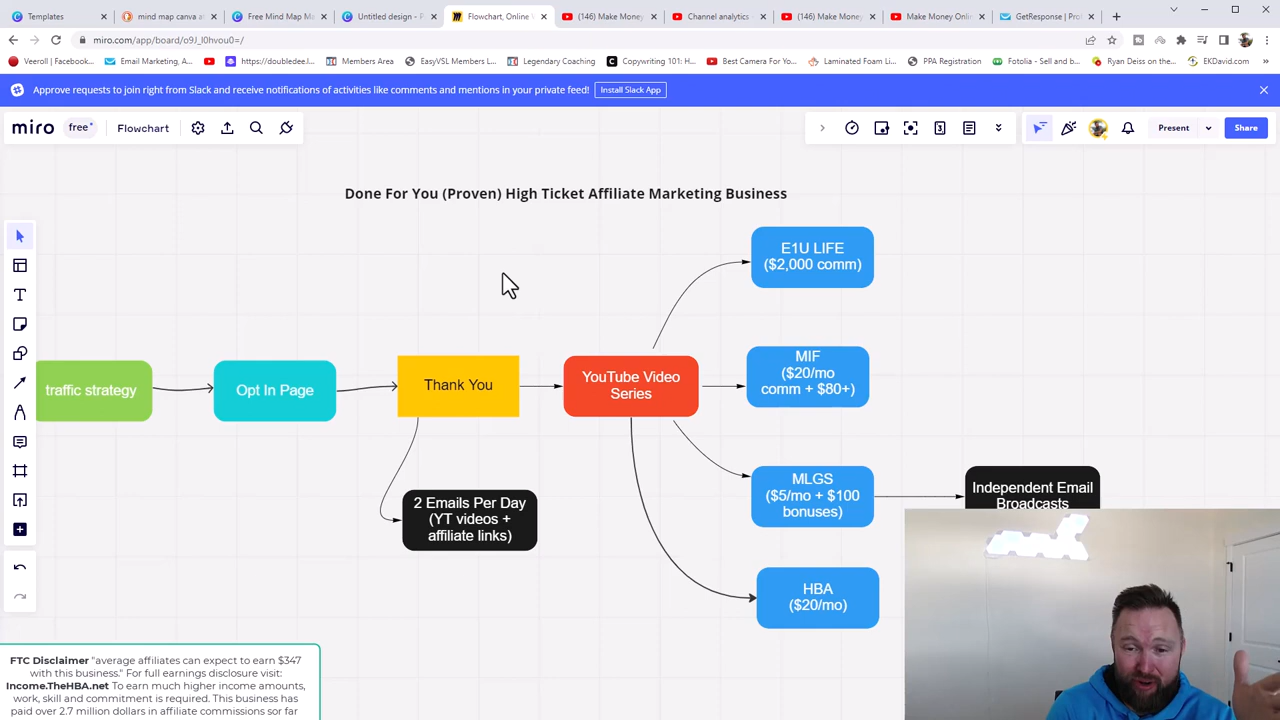 Templates
mind map canva at
Free Mind Map Ma
Untitled design - P
Flowchart, Online
(146) Make Money
Channel analytics
(146) Make Money
Make Money Onlin
GetResponse | Pro
miro.com/app/board/o9J_l0hvou0=/
Veeroll | Facebook...
Email Marketing, A...
https://doubledee.l...
Members Area
EasyVSL Members L...
Legendary Coaching
Copywriting 101: H...
Best Camera For Yo...
Laminated Foam Li...
PPA Registration
Fotolia - Sell and b...
Ryan Deiss on the...
EKDavid.com
Approve requests to join right from Slack and receive notifications of activities like comments and mentions in your private feed!
Install Slack App
miro
free
Flowchart
3
Present
Share
Done For You (Proven) High Ticket Affiliate Marketing Business
E1U LIFE
($2,000 comm)
traffic strategy
Opt In Page
Thank You
YouTube Video
Series
MIF
($20/mo
comm + $80+)
2 Emails Per Day
(YT videos +
affiliate links)
MLGS
($5/mo + $100
bonuses)
Independent Email
Broadcasts
HBA
($20/mo)
FTC Disclaimer "average affiliates can expect to earn $347
with this business." For full earnings disclosure visit:
Income.TheHBA.net To earn much higher income amounts,
work, skill and commitment is required. This business has
paid over 2.7 million dollars in affiliate commissions sor far